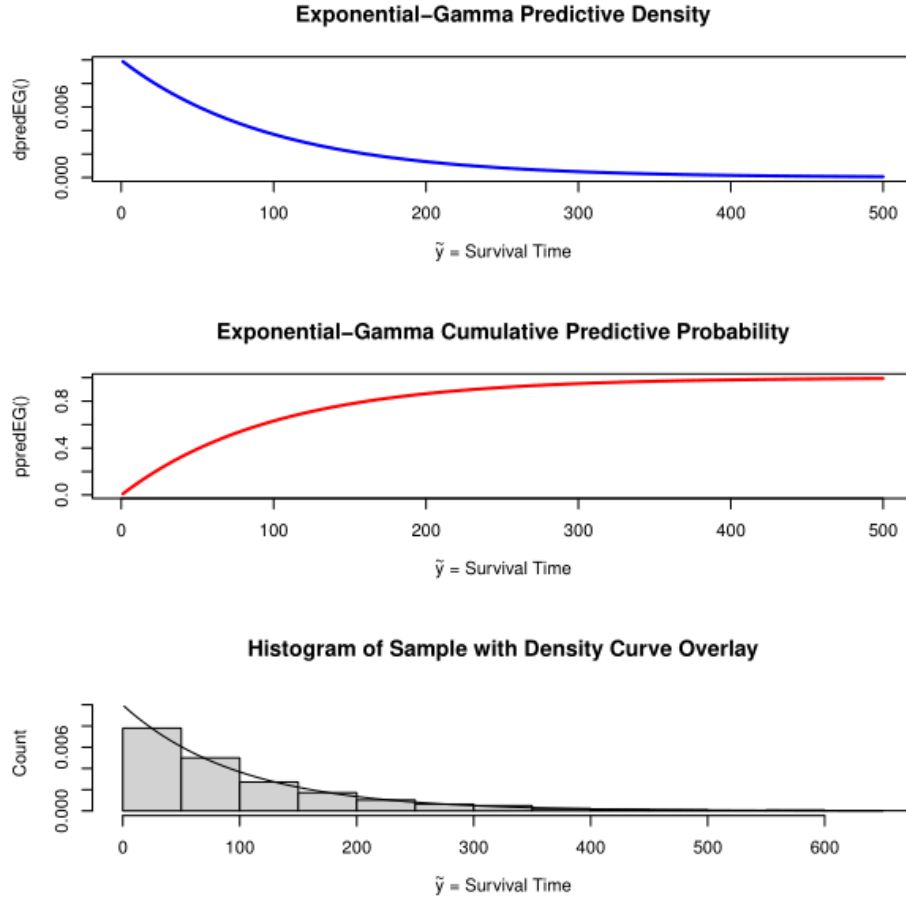 Exponential−Gamma Predictive Density
dpredEG()
0.006
0.000
0 100 200 300 400 500
ỹ = Survival Time
Exponential−Gamma Cumulative Predictive Probability
ppredEG()
0.8
0.4
0.0
0 100 200 300 400 500
ỹ = Survival Time
Histogram of Sample with Density Curve Overlay
Count
0.006
0.000
0 100 200 300 400 500 600
ỹ = Survival Time